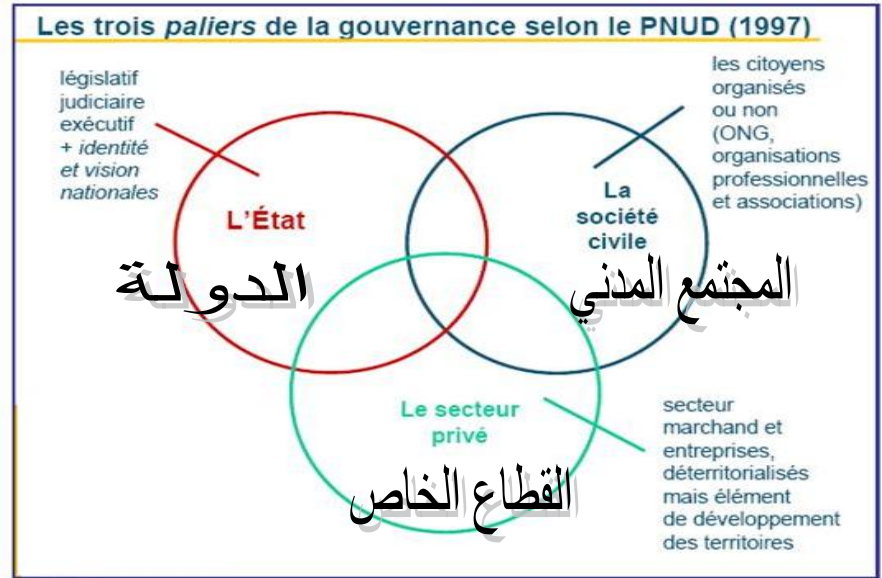 Les trois paliers de la gouvernance selon le PNUD (1997)
législatif
judiciaire
exécutif
+ identité
et vision
nationales
les citoyens
organisés
ou non
(ONG,
organisations
professionnelles
et associations)
L'État
الدولة
La
société
civile
المجتمع المدني
Le secteur
privé
القطاع الخاص
secteur
marchand et
entreprises,
déterritorialisés
mais élément
de développement
des territoires